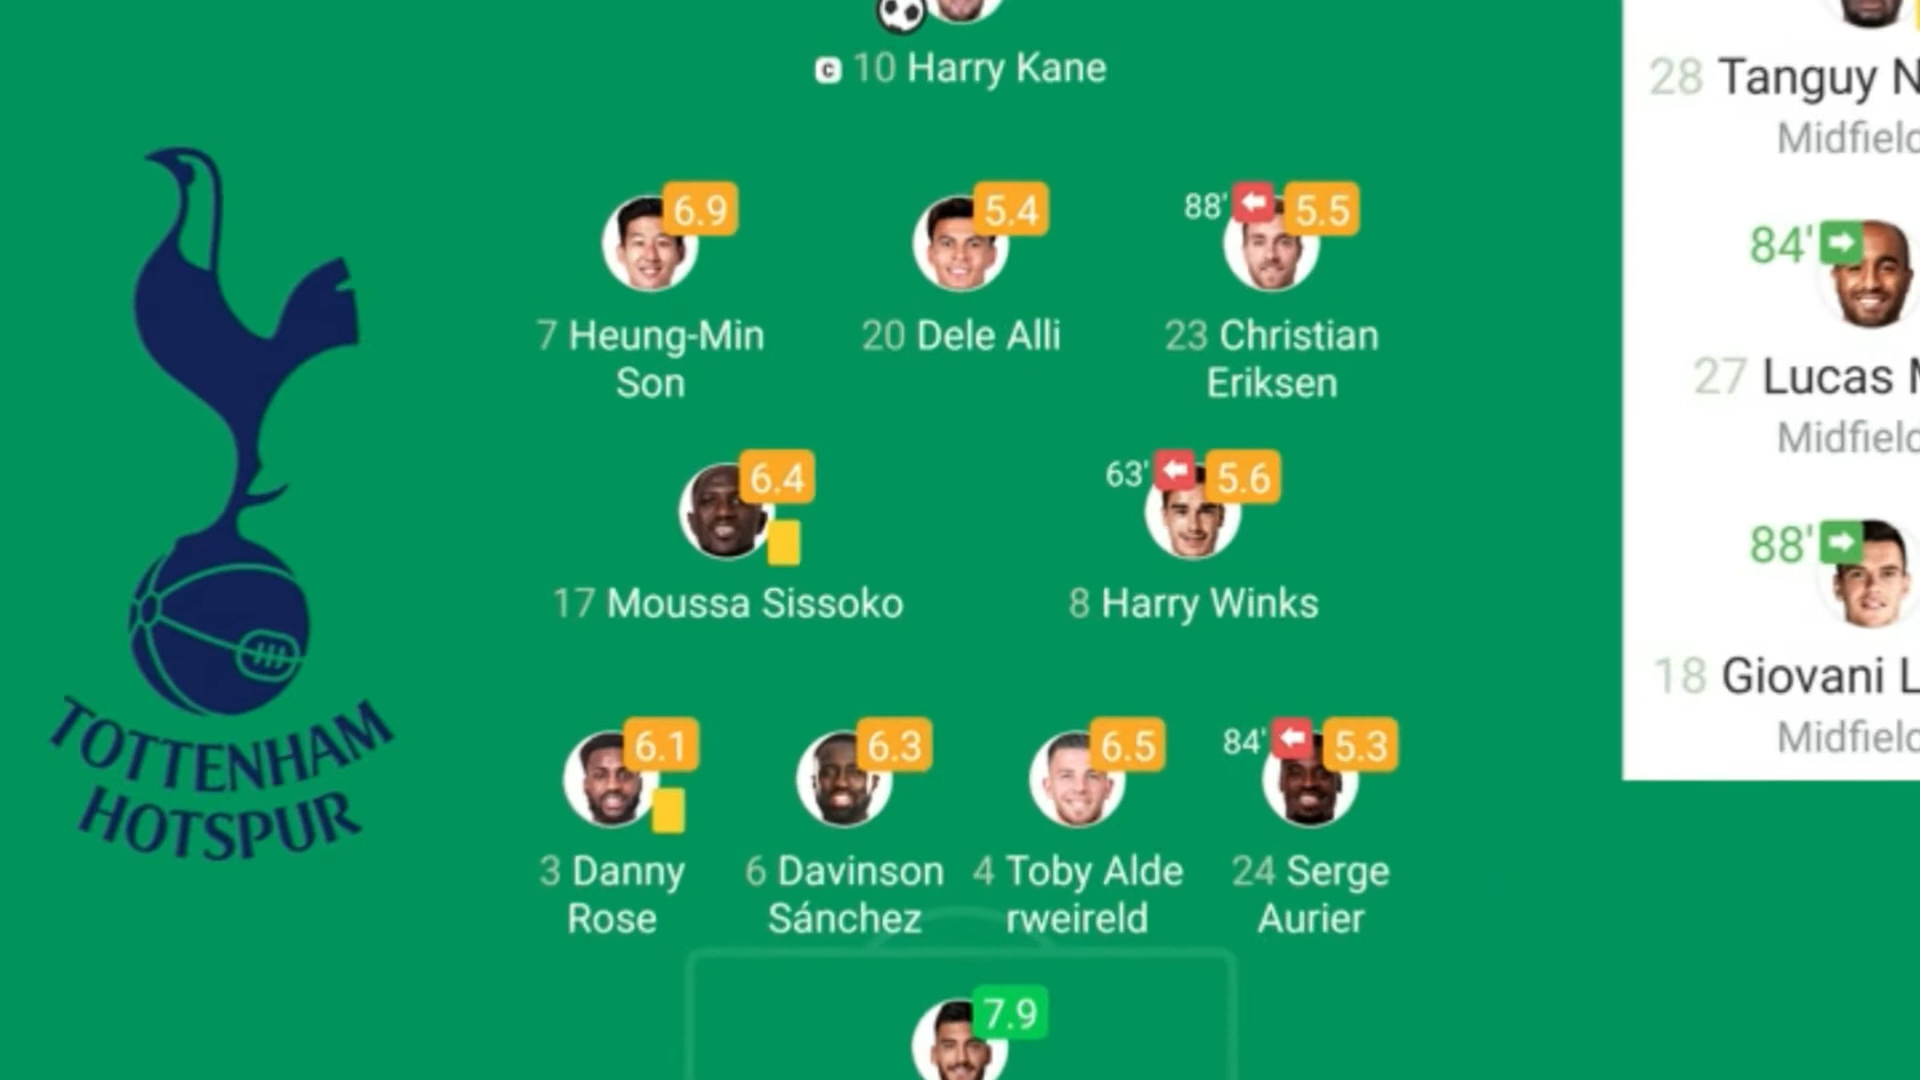 c 10 Harry Kane
28 Tanguy N
Midfield
6.9
5.4
88' 5.5
84'
7 Heung-Min
Son
20 Dele Alli
23 Christian
Eriksen
27 Lucas M
Midfield
6.4
63' 5.6
88'
17 Moussa Sissoko
8 Harry Winks
18 Giovani L
Midfield
6.1
6.3
6.5
84' 5.3
3 Danny
Rose
6 Davinson
Sánchez
4 Toby Alde
rweireld
24 Serge
Aurier
7.9
TOTTENHAM
HOTSPUR